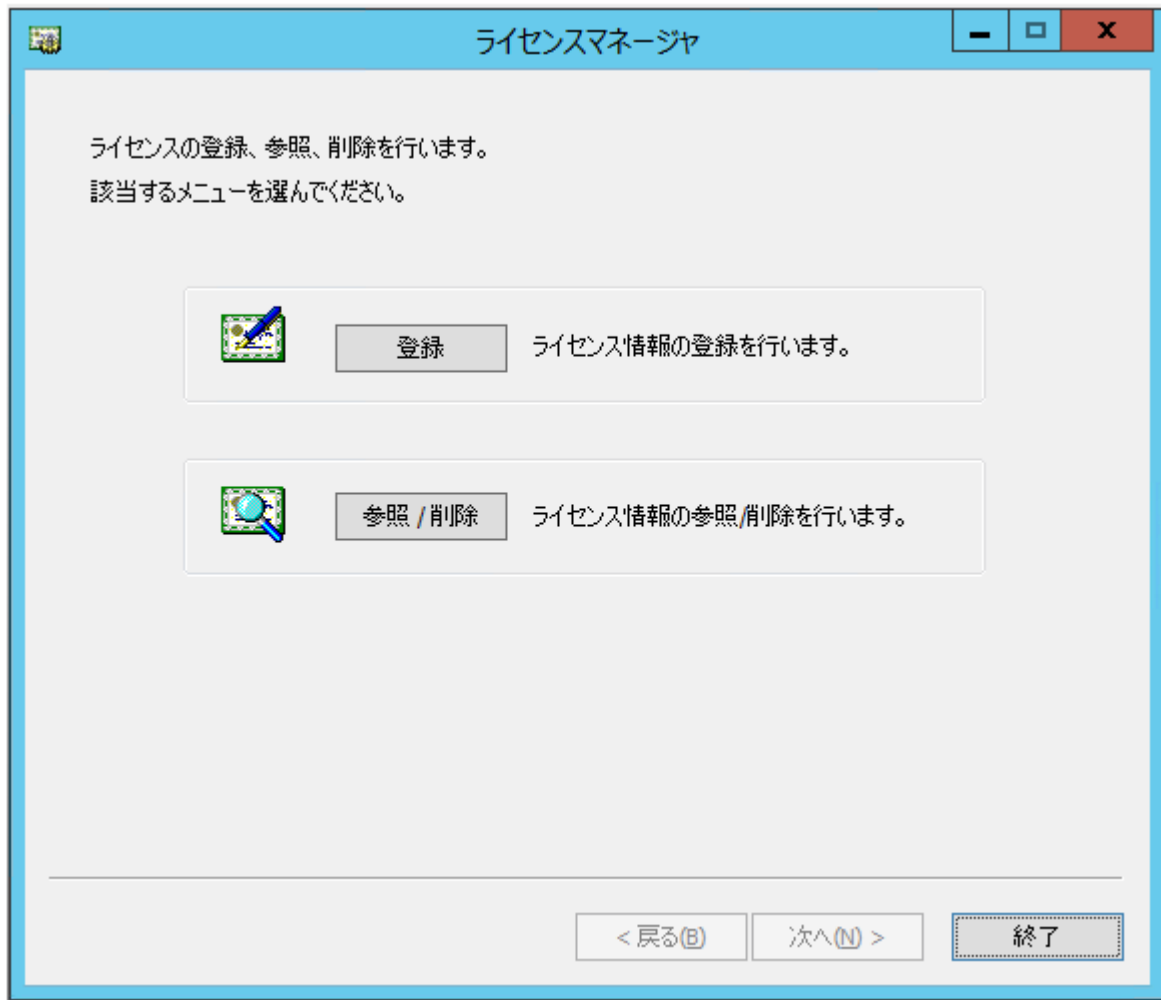 ライセンスマネージャ
ライセンスの登録、参照、削除を行います。
該当するメニューを選んでください。
登録
ライセンス情報の登録を行います。
参照 / 削除
ライセンス情報の参照/削除を行います。
< 戻る(B)
次へ(N) >
終了